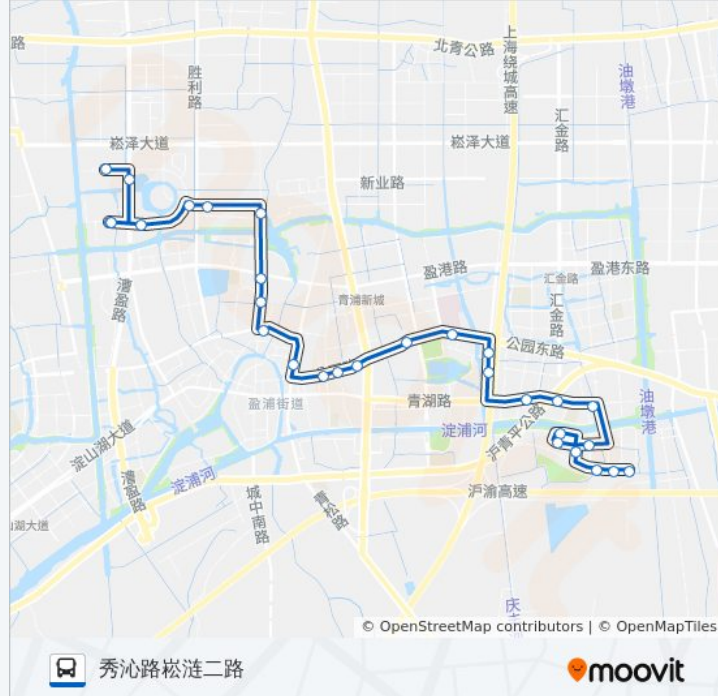 路
北青公路
上海绕城高速
油墩港
胜利路
汇金路
崧泽大道
崧泽大道
新业路
盈港路
盈港东路
汇金路
漕盈路
青浦新城
汇金路
公园东路
盈浦街道
青湖路
油墩港
淀山湖大道
淀浦河
沪青平公路
漕盈路
淀浦河
沪渝高速
城中南路
青松路
山湖大道
© OpenStreetMap contributors | © OpenMapTiles
秀沁路崧涟二路
moovit